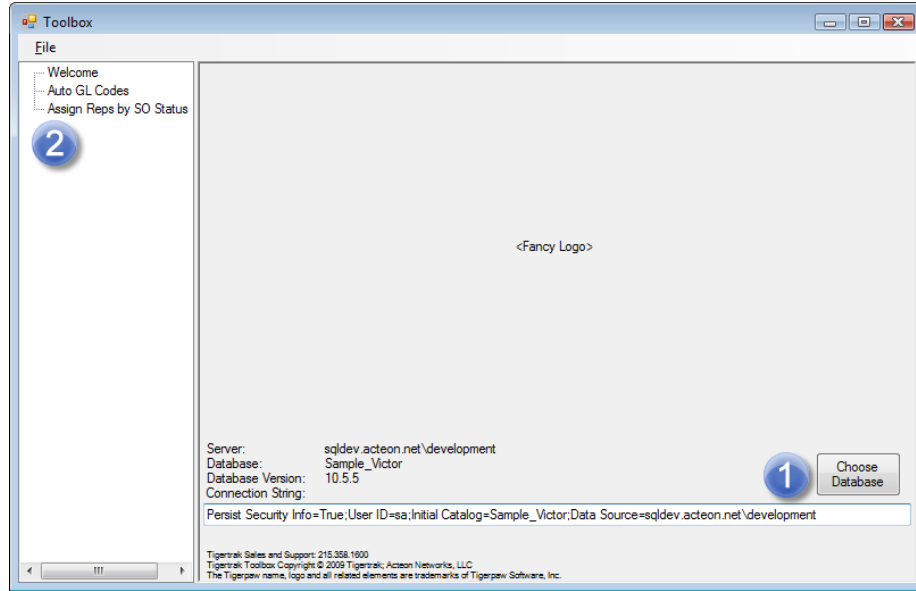 Toolbox
File
Welcome
Auto GL Codes
Assign Reps by SO Status
2
<Fancy Logo>
Server: sqldev.acteon.net\development
Database: Sample_Victor
Database Version: 10.5.5
Connection String:
1
Choose
Database
Persist Security Info=True;User ID=sa;Initial Catalog=Sample_Victor;Data Source=sqldev.acteon.net\development
Tigertrak Sales and Support: 215.358.1600
Tigertrak Toolbox Copyright © 2009 Tigertrak; Acteon Networks, LLC
The Tigerpaw name, logo and all related elements are trademarks of Tigerpaw Software, Inc.